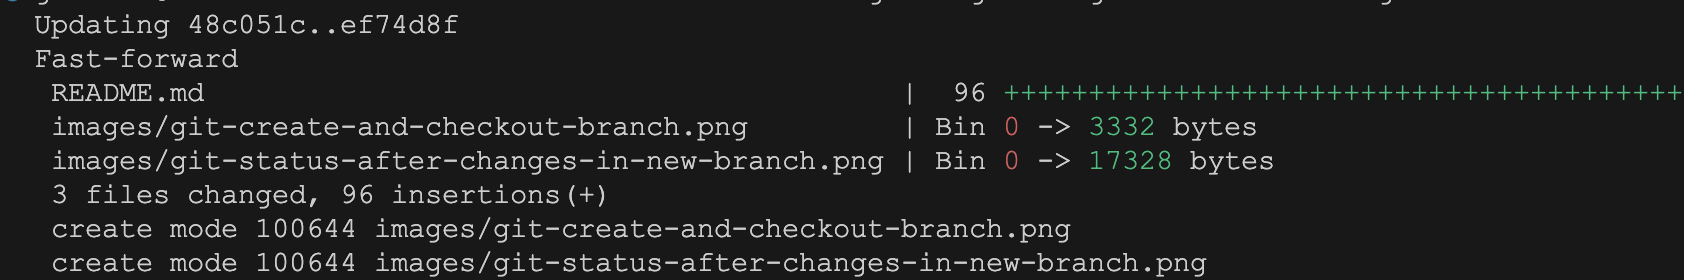 Updating 48c051c..ef74d8f
Fast-forward
README.md | 96 ++++++++++++++++++++++++++++++++++++++++
images/git-create-and-checkout-branch.png | Bin 0 -> 3332 bytes
images/git-status-after-changes-in-new-branch.png | Bin 0 -> 17328 bytes
3 files changed, 96 insertions(+)
create mode 100644 images/git-create-and-checkout-branch.png
create mode 100644 images/git-status-after-changes-in-new-branch.png